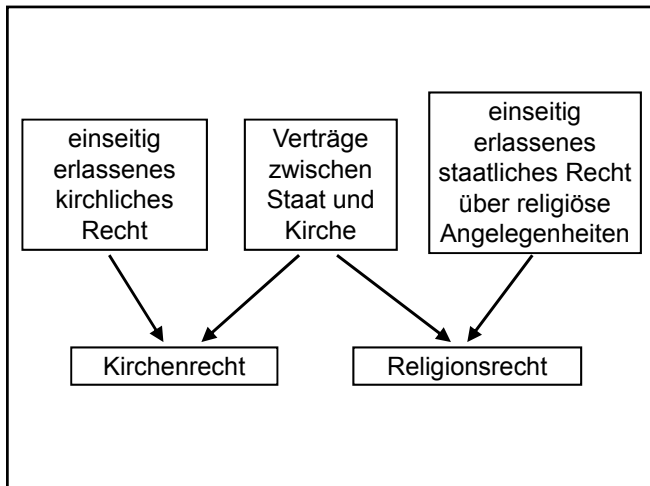 einseitig
erlassenes
kirchliches
Recht
Verträge
zwischen
Staat und
Kirche
einseitig
erlassenes
staatliches Recht
über religiöse
Angelegenheiten
Kirchenrecht
Religionsrecht